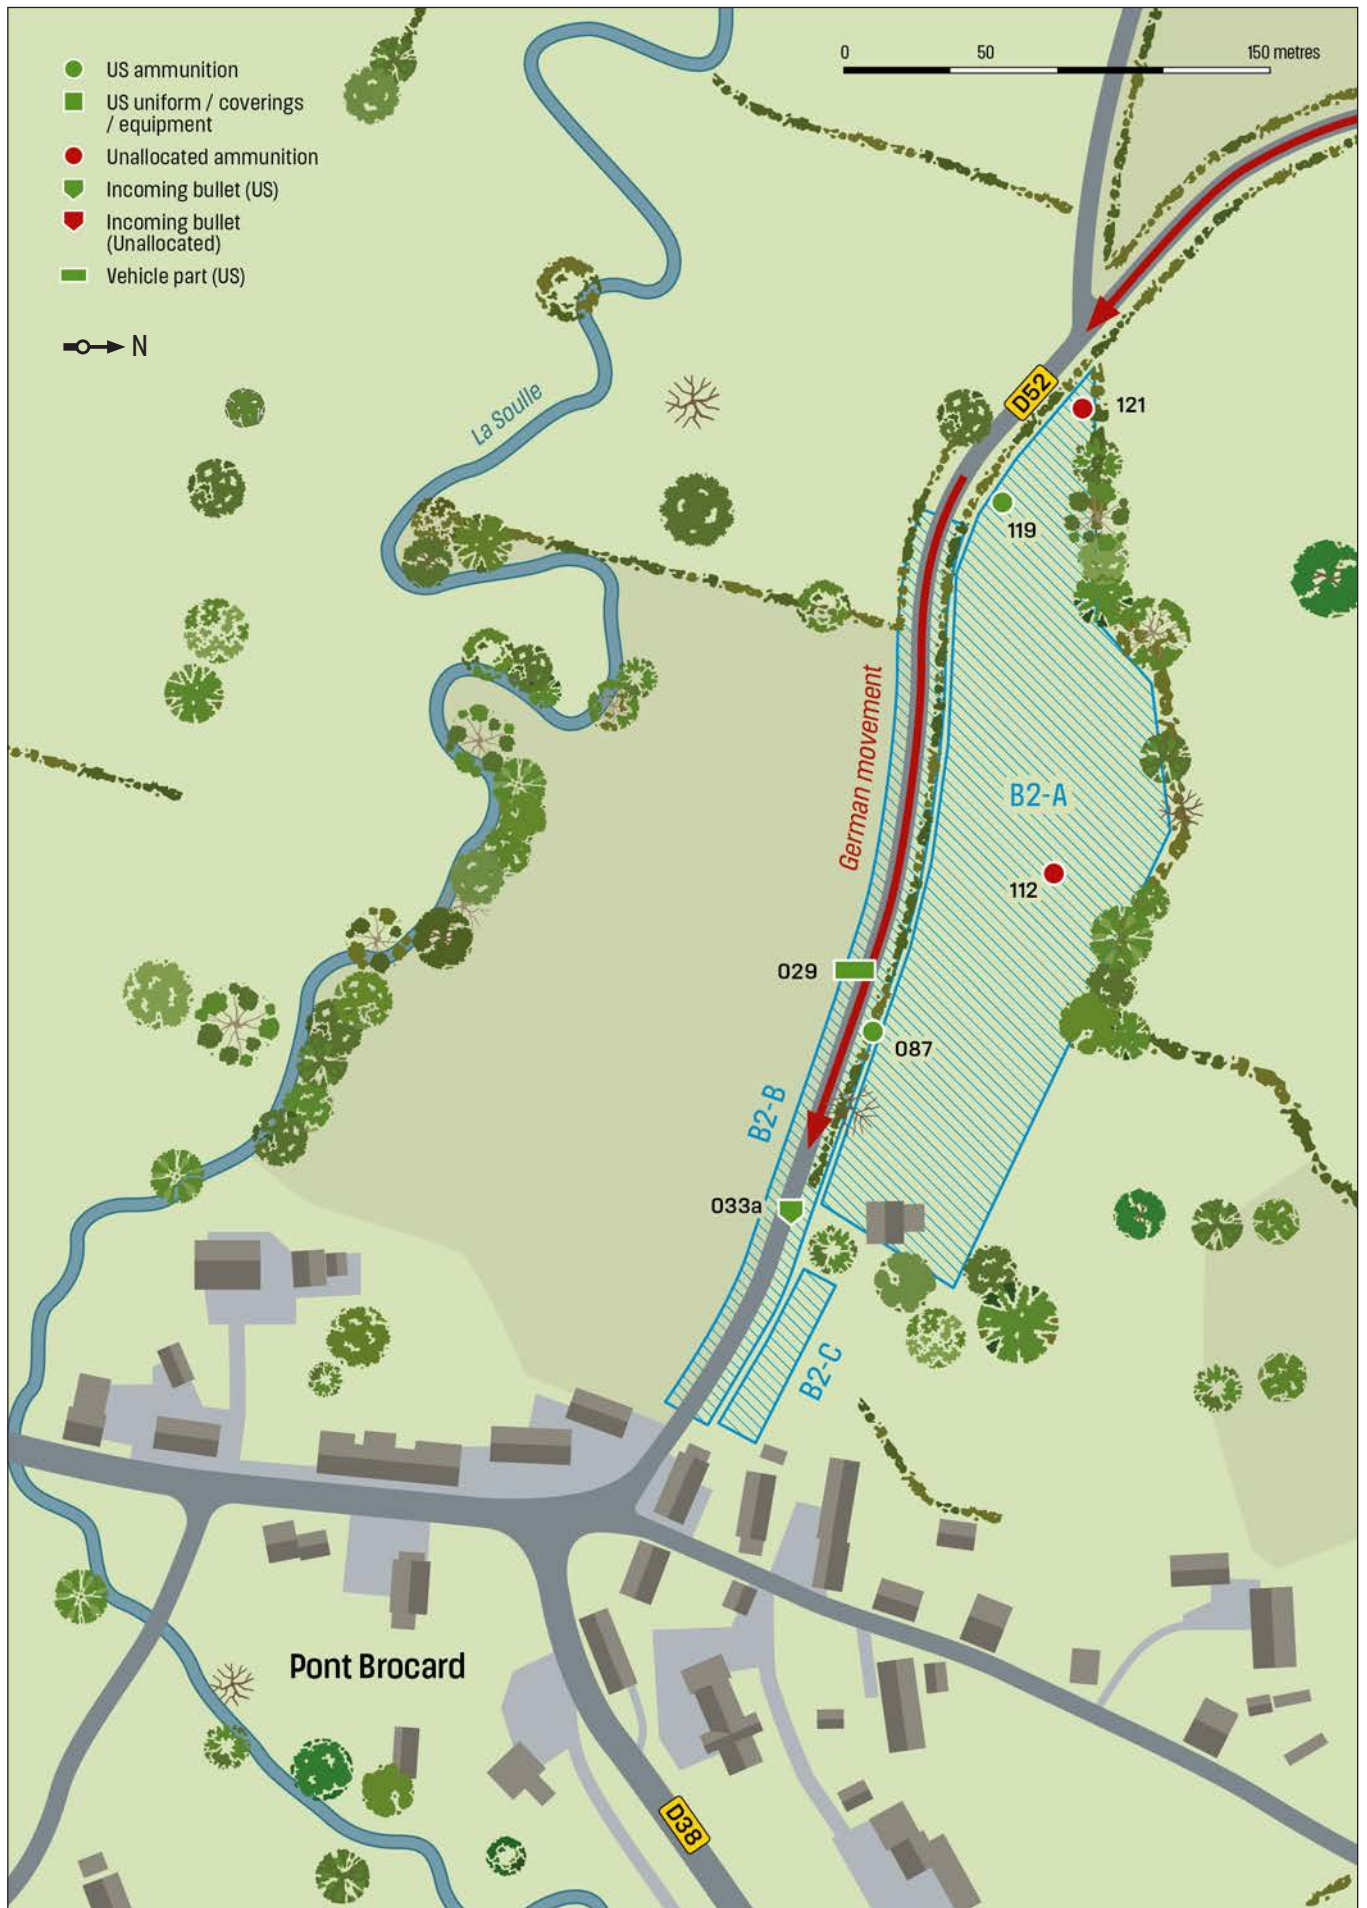 US ammunition
US uniform / coverings
/ equipment
Unallocated ammunition
Incoming bullet (US)
Incoming bullet
(Unallocated)
Vehicle part (US)
N
0 50 150 metres
La Soulle
D52
121
119
German movement
B2-A
112
029
087
B2-B
033a
B2-C
Pont Brocard
D38